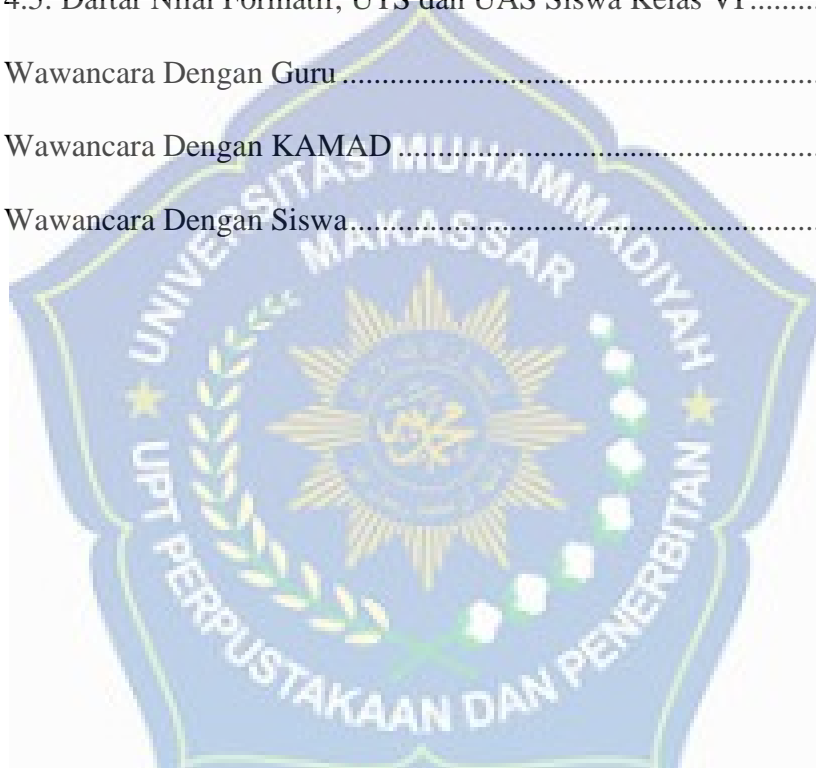 4.5. Daftar Nilai Formatif, UTS dan UAS Siswa Kelas VI..........
Wawancara Dengan Guru..........................................................
Wawancara Dengan KAMAD...................................................
Wawancara Dengan Siswa.........................................................
UNIVERSITAS MUHAMMADIYAH
MAKASSAR
UPT PERPUSTAKAAN DAN PENERBITAN